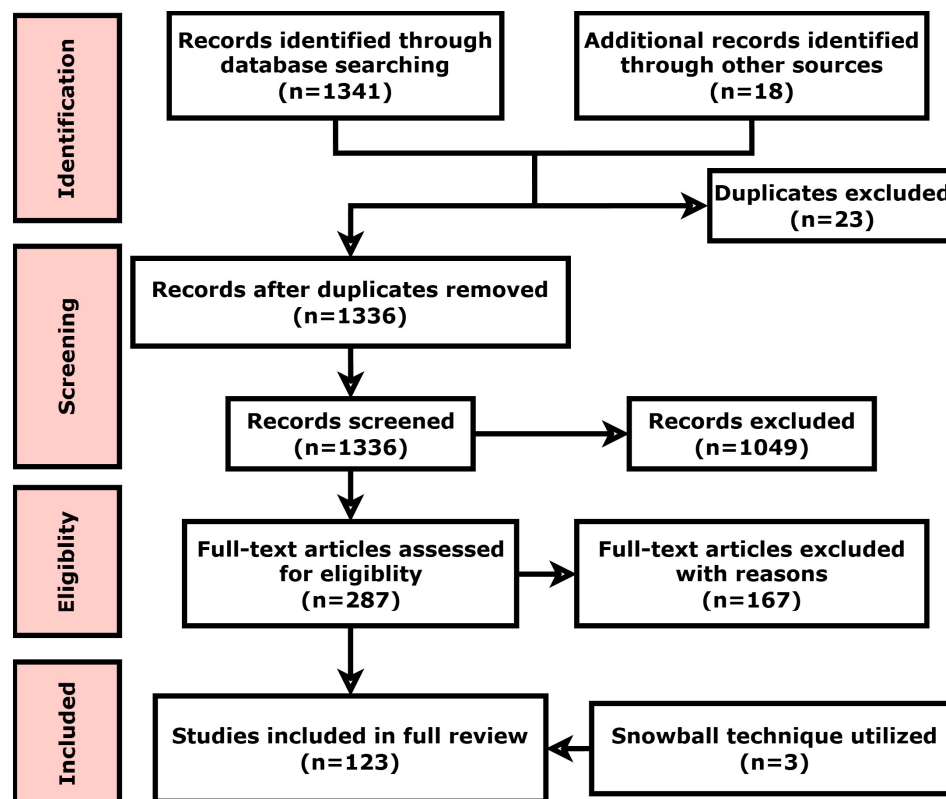 Identification
Records identified through
database searching
(n=1341)
Additional records identified
through other sources
(n=18)
Duplicates excluded
(n=23)
Screening
Records after duplicates removed
(n=1336)
Records screened
(n=1336)
Records excluded
(n=1049)
Eligiblity
Full-text articles assessed
for eligiblity
(n=287)
Full-text articles excluded
with reasons
(n=167)
Included
Studies included in full review
(n=123)
Snowball technique utilized
(n=3)